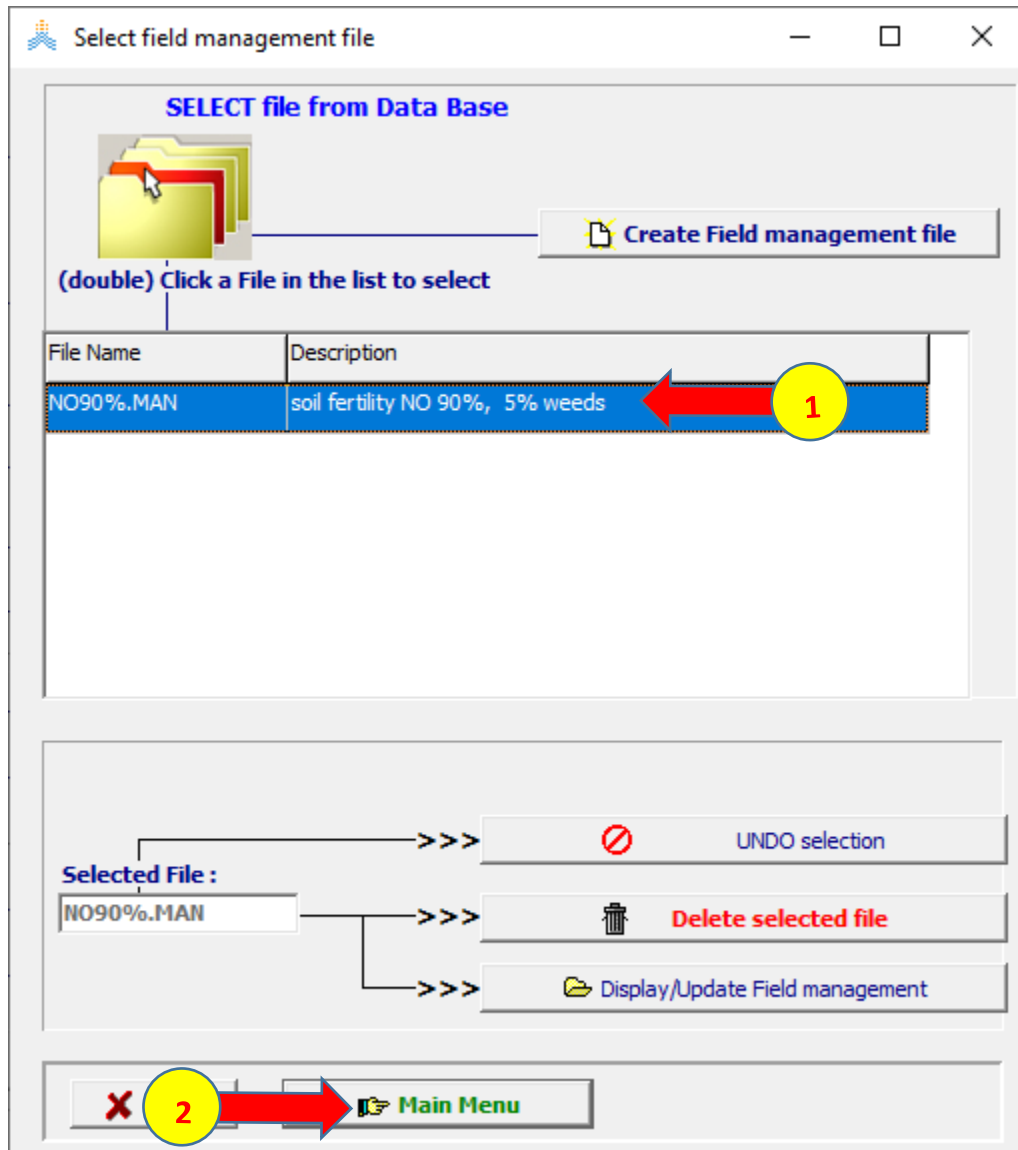 Select field management file
SELECT file from Data Base
Create Field management file
(double) Click a File in the list to select
File Name Description
NO90%.MAN soil fertility NO 90%, 5% weeds
1
>>> UNDO selection
Selected File :
NO90%.MAN
>>> Delete selected file
>>> Display/Update Field management
2
Main Menu